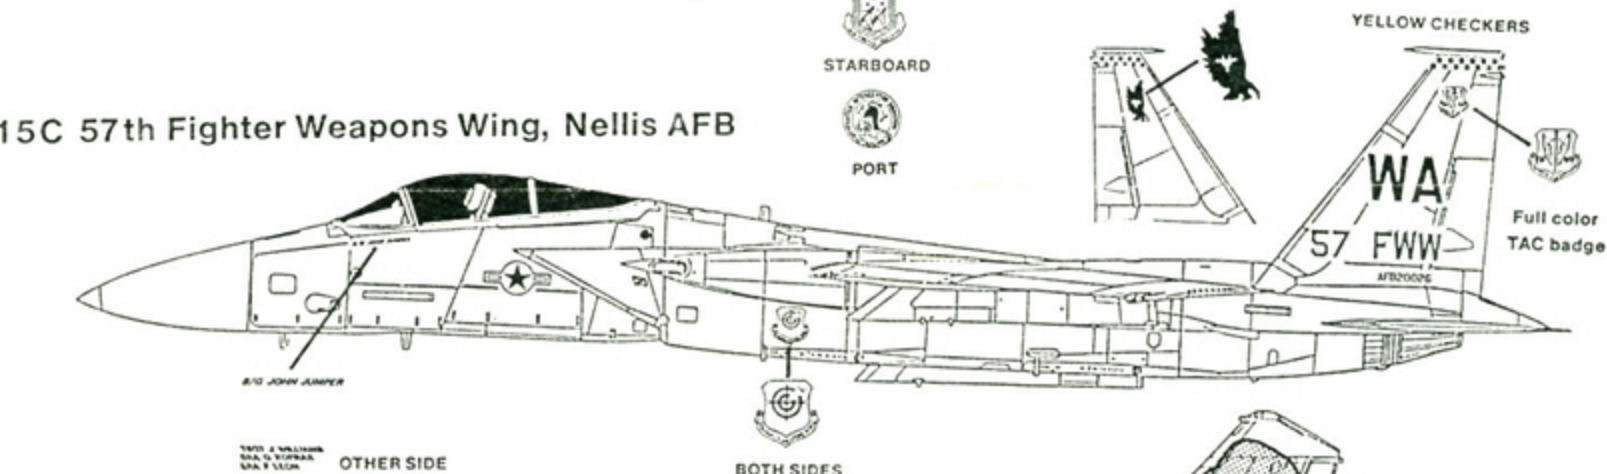 YELLOW CHECKERS
STARBOARD
15C 57th Fighter Weapons Wing, Nellis AFB
PORT
WA
57 FWW
Full color
TAC badge
B/G JOHN JUMPER
OTHER SIDE
BOTH SIDES